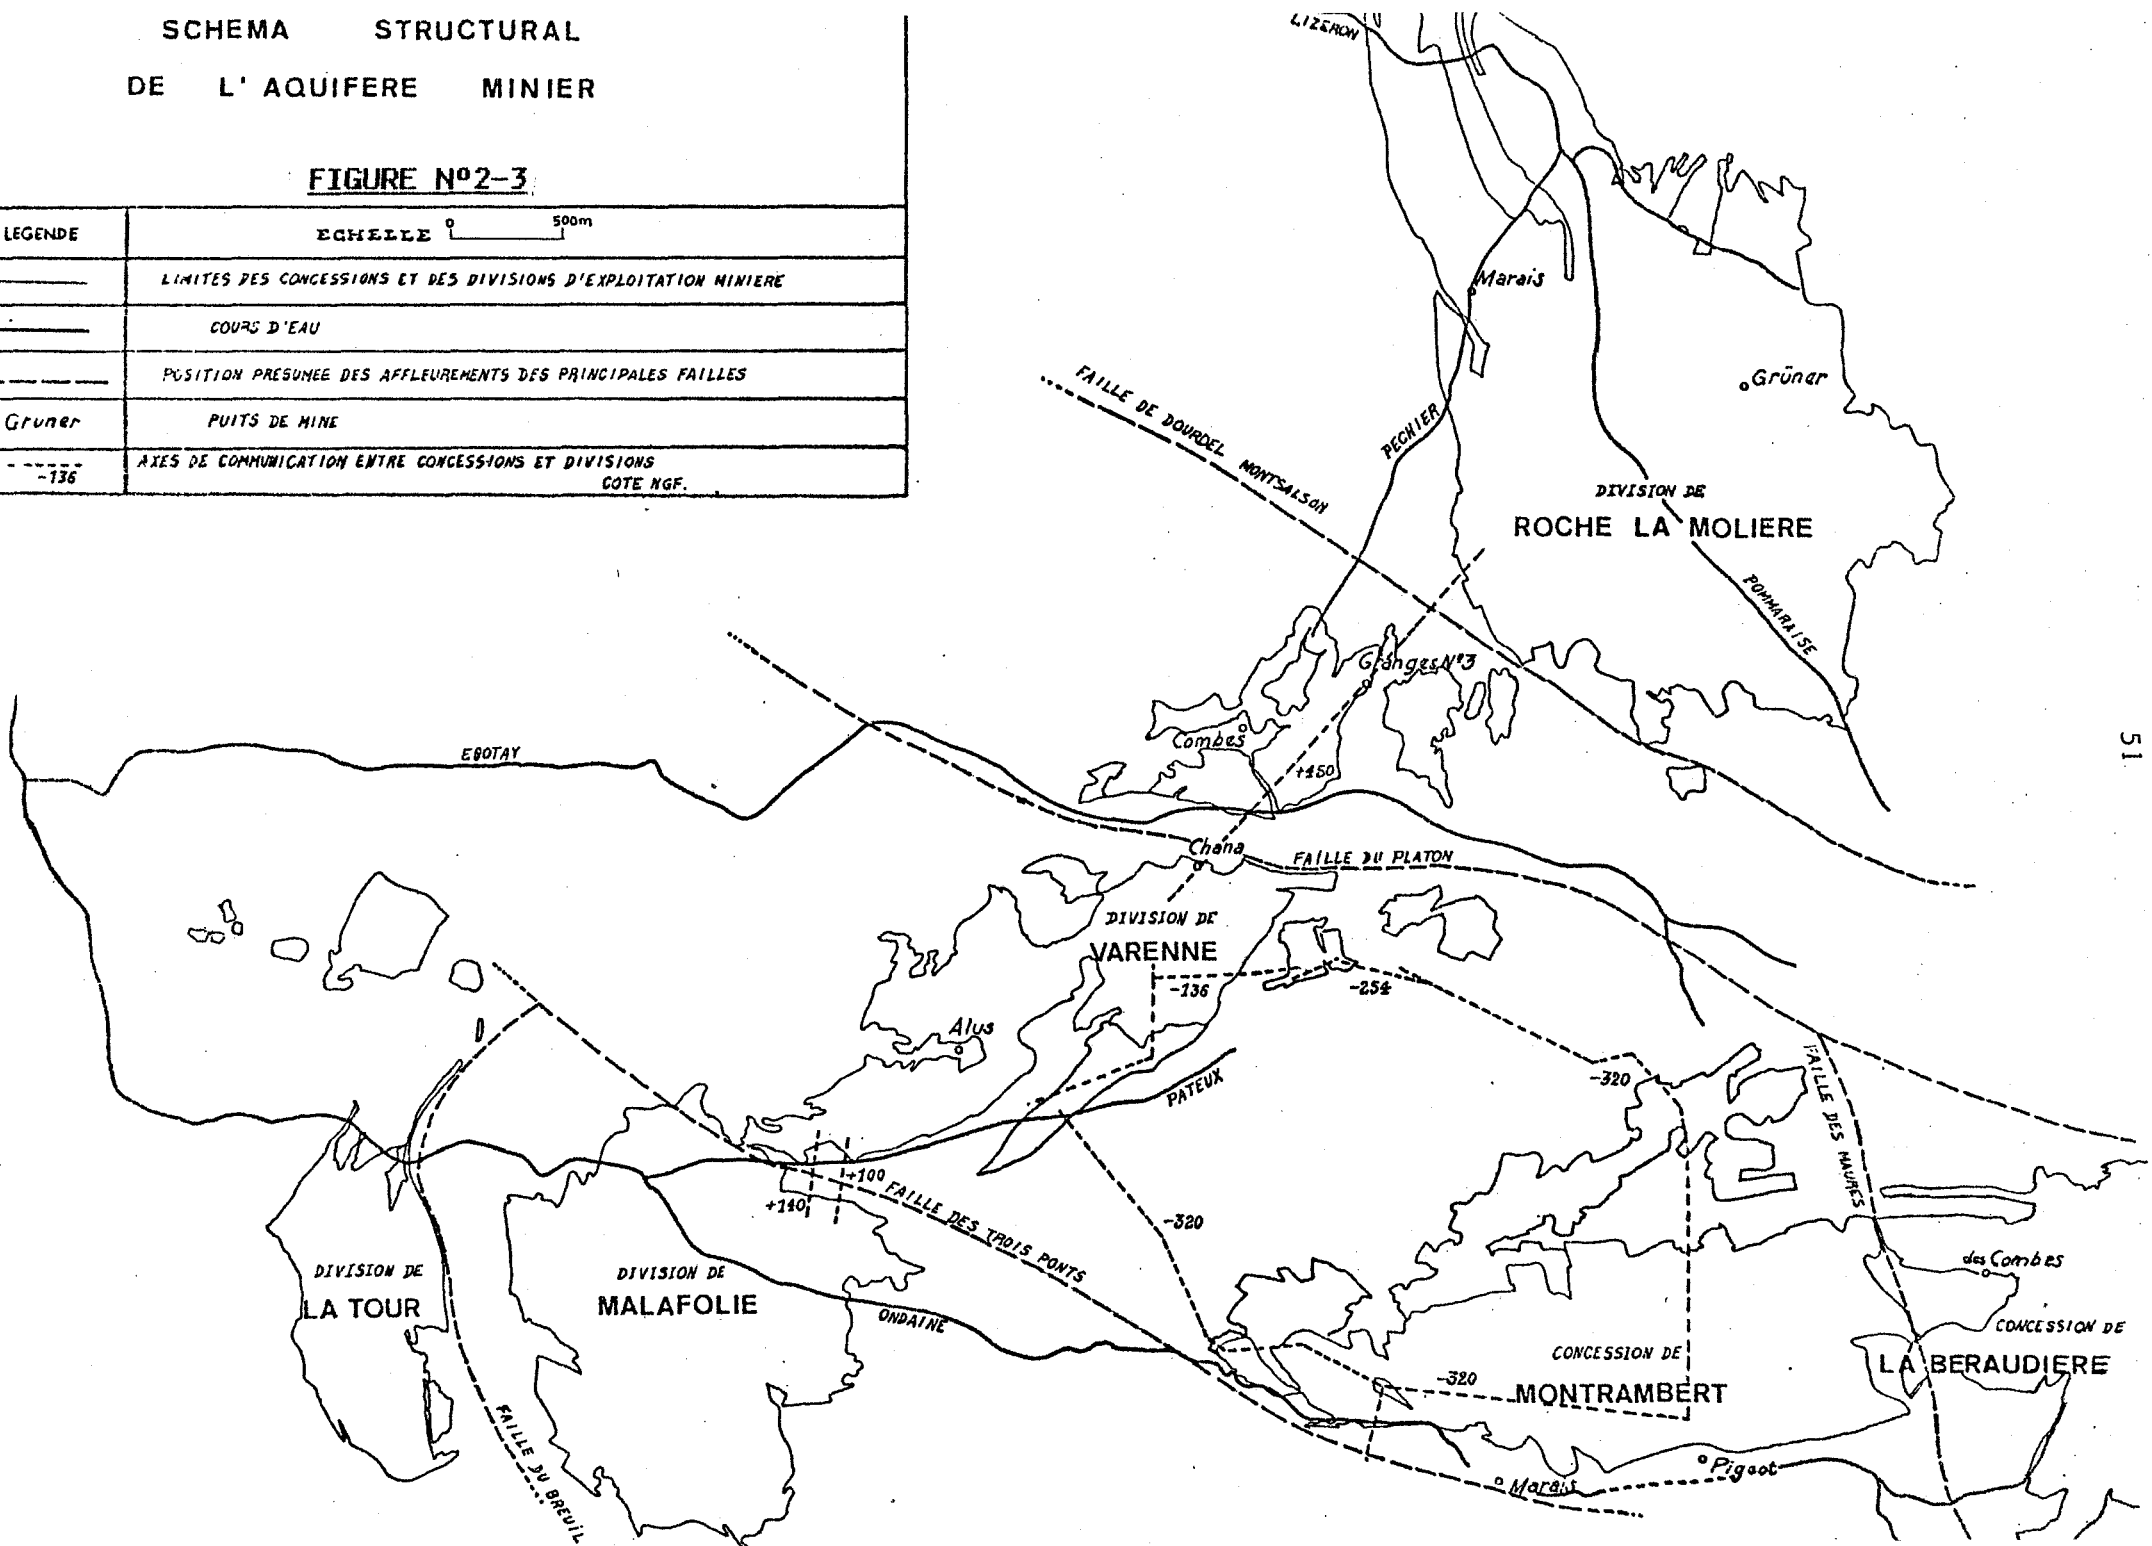 SCHEMA STRUCTURAL
DE L'AQUIFERE MINIER
FIGURE Nº2-3
LEGENDE
ECHELLE 0 500m
LIMITES DES CONCESSIONS ET DES DIVISIONS D'EXPLOITATION MINIERE
COURS D'EAU
POSITION PRESUMEE DES AFFLEUREMENTS DES PRINCIPALES FAILLES
Gruner
PUITS DE MINE
-136
AXES DE COMMUNICATION ENTRE CONCESSIONS ET DIVISIONS
COTE NGF.
LIZERON
Marais
Grüner
FAILLE DE DOURDEL MONTSALSON
PECHIER
DIVISION DE
ROCHE LA MOLIERE
POMMARAISE
51
Granges Nº3
Combes
+450
EGOTAY
Chana
FAILLE DU PLATON
DIVISION DE
VARENNE
-136
-254
Alus
-320
PATEUX
FAILLE DES MAURES
+100
+140
FAILLE DES TROIS PONTS
-320
des Combes
DIVISION DE
LA TOUR
DIVISION DE
MALAFOLIE
ONDAINE
CONCESSION DE
MONTRAMBERT
-320
CONCESSION DE
LA BERAUDIERE
FAILLE DU BREUIL
Marais
Pigeot